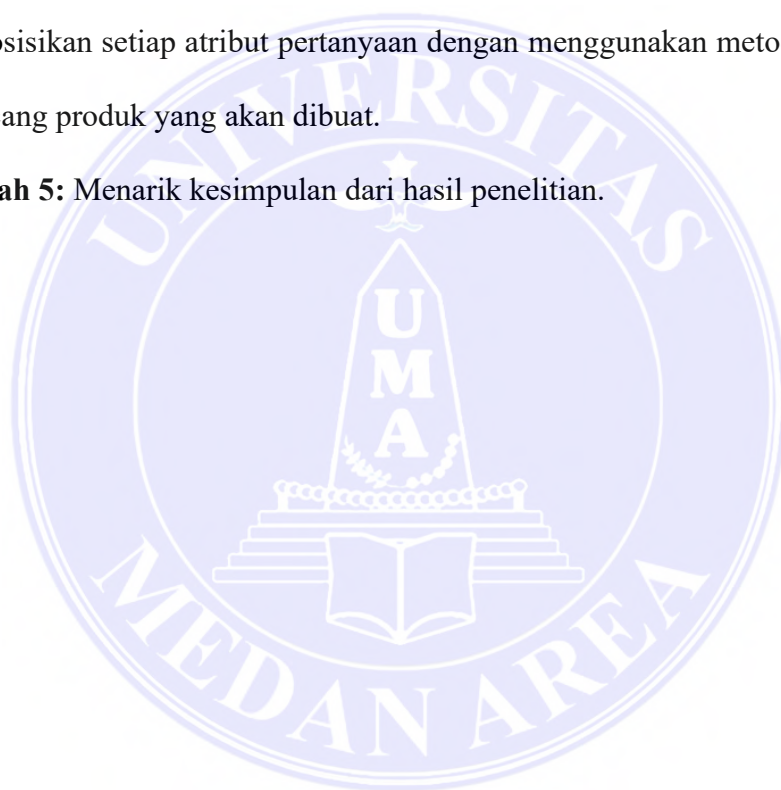 osisikan setiap atribut pertanyaan dengan menggunakan meto
ang produk yang akan dibuat.
ah 5: Menarik kesimpulan dari hasil penelitian.
UNIVERSITAS
UMA
MEDAN AREA